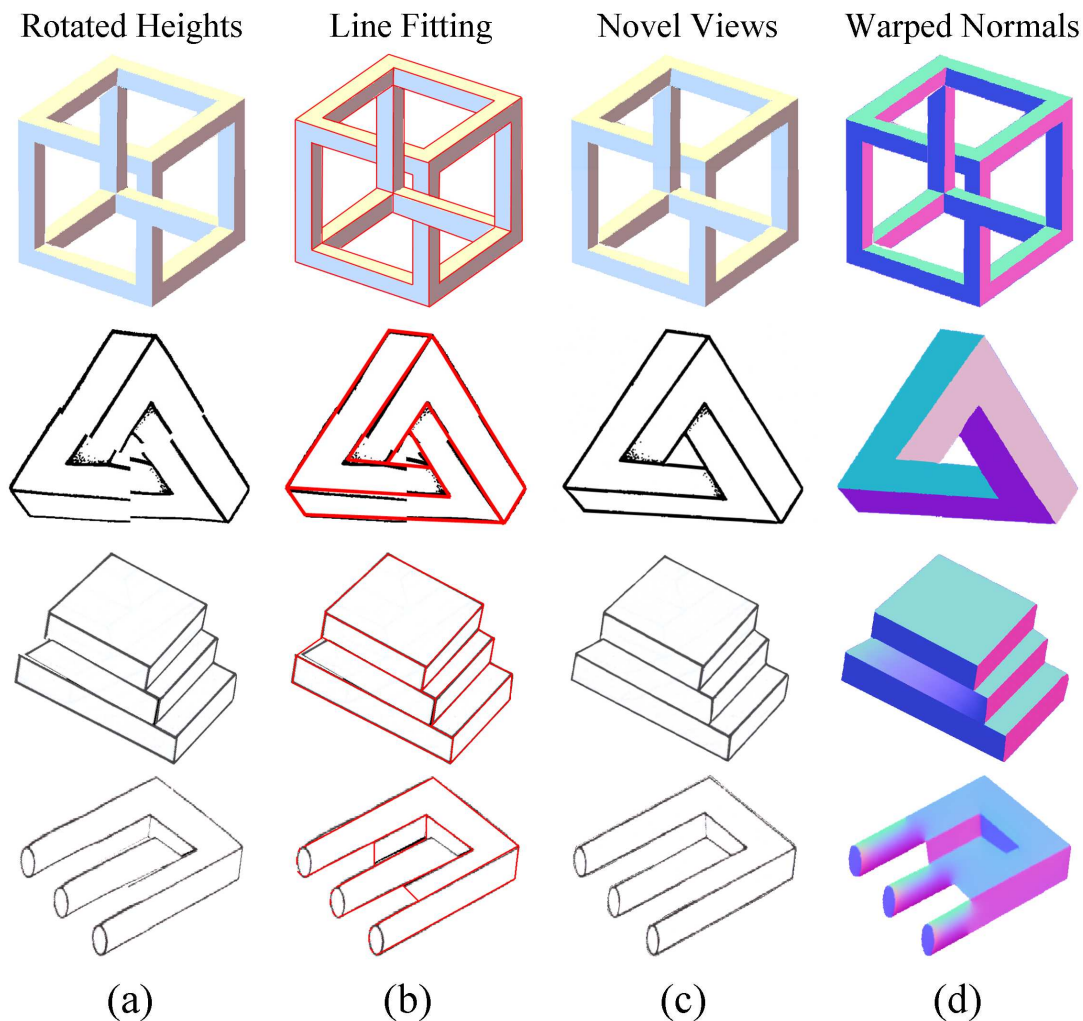 Rotated Heights Line Fitting Novel Views Warped Normals
(a) (b) (c) (d)